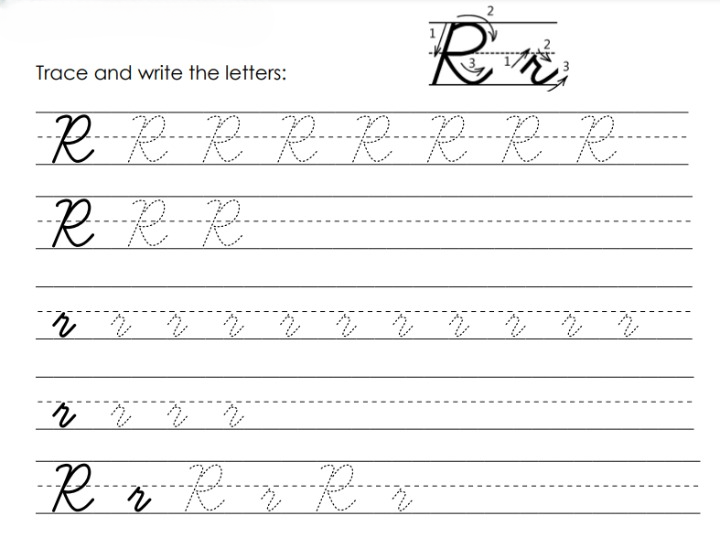 1 2 R 3 1 2 r 3
Trace and write the letters:
R R R R R R R R
R R R
r r r r r r r r r r r
r r r r
R r R r R r